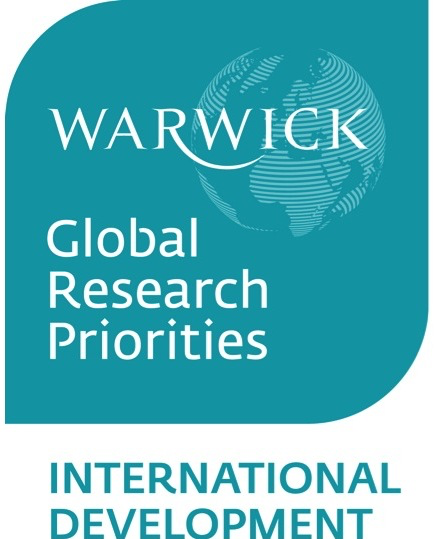 WARWICK
Global
Research
Priorities
INTERNATIONAL
DEVELOPMENT